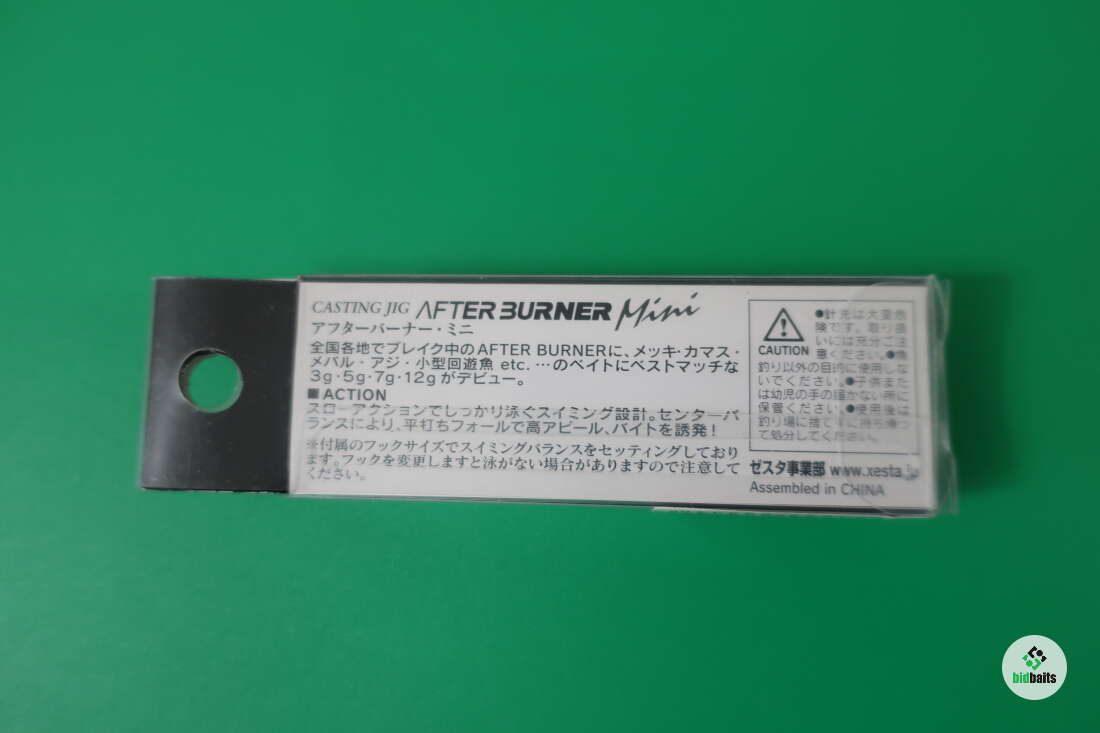 CASTING JIG AFTER BURNER Mini
アフターバーナー・ミニ
全国各地でブレイク中のAFTER BURNERに、メッキ・カマス・
メバル・アジ・小型回遊魚 etc. …のベイトにベストマッチな
3g・5g・7g・12gがデビュー。
■ACTION
スローアクションでしっかり泳ぐスイミング設計。センターバ
ランスにより、平打ちフォールで高アピール、バイトを誘発！
※付属のフックサイズでスイミングバランスをセッティングしており
ます。フックを変更しますと泳がない場合がありますので注意して
ください。
CAUTION
●針先は大変危
険です。取り扱
いには充分ご注
意ください。●魚
釣り以外の目的に使用しな
いでください。●子供また
は幼児の手の届かない所に
保管ください。●使用後は
釣り場に捨てずに持ち帰っ
て処分してください。
ゼスタ事業部 www.xesta.jp
Assembled in CHINA
bidbaits